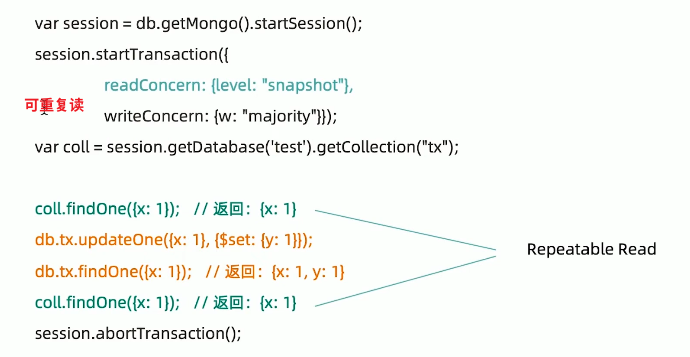 var session = db.getMongo().startSession();
session.startTransaction({
readConcern: {level: "snapshot"},
可重复读
writeConcern: {w: "majority"}});
var coll = session.getDatabase('test').getCollection("tx");
coll.findOne({x: 1}); // 返回：{x: 1}
db.tx.updateOne({x: 1}, {$set: {y: 1}});
db.tx.findOne({x: 1}); // 返回：{x: 1, y: 1}
coll.findOne({x: 1}); // 返回：{x: 1}
session.abortTransaction();
Repeatable Read